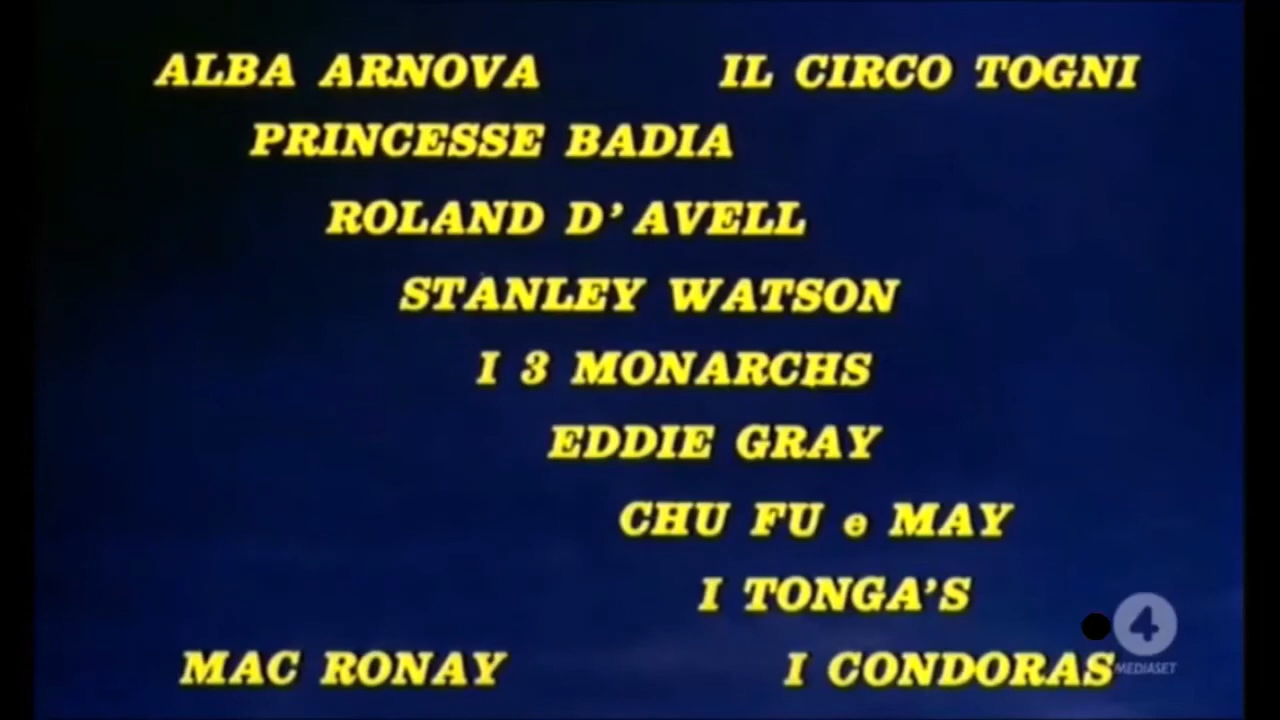 ALBA ARNOVA IL CIRCO TOGNI
PRINCESSE BADIA
ROLAND D'AVELL
STANLEY WATSON
I 3 MONARCHS
EDDIE GRAY
CHU FU e MAY
I TONGA'S
MAC RONAY I CONDORAS
4
MEDIASET